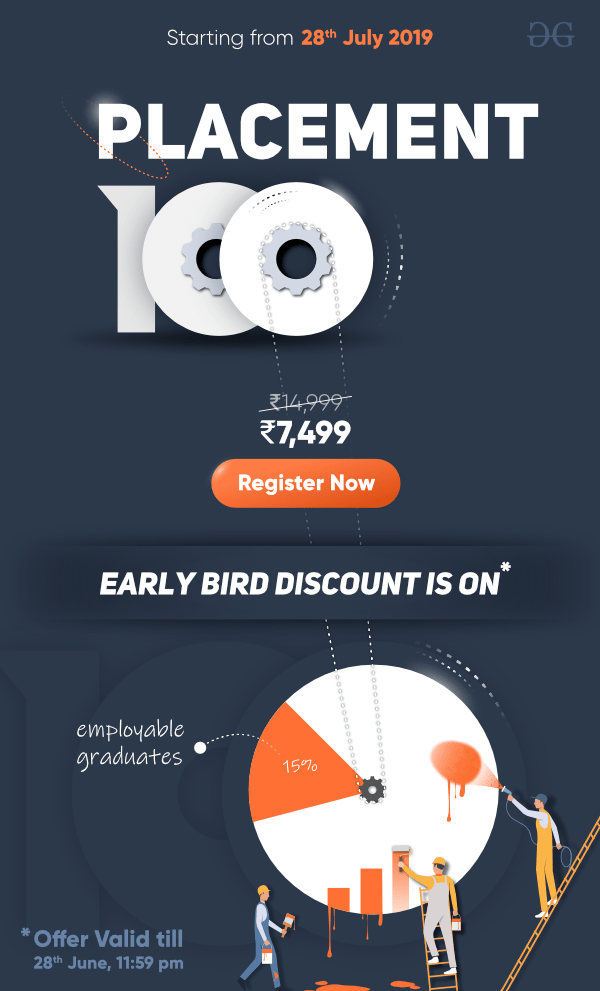 Starting from 28th July 2019
GG
PLACEMENT
100
₹14,999
₹7,499
Register Now
EARLY BIRD DISCOUNT IS ON*
employable
graduates
15%
*Offer Valid till
28th June, 11:59 pm